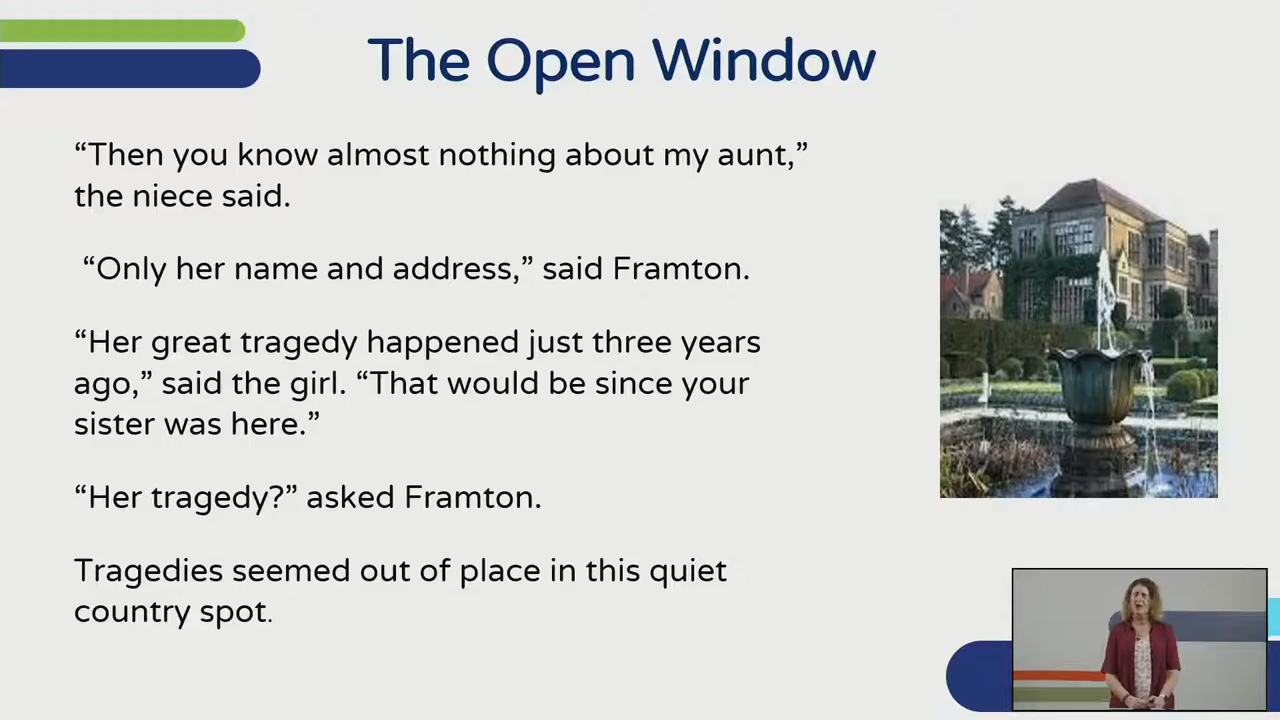 The Open Window
“Then you know almost nothing about my aunt,”
the niece said.
“Only her name and address,” said Framton.
“Her great tragedy happened just three years
ago,” said the girl. “That would be since your
sister was here.”
“Her tragedy?” asked Framton.
Tragedies seemed out of place in this quiet
country spot.